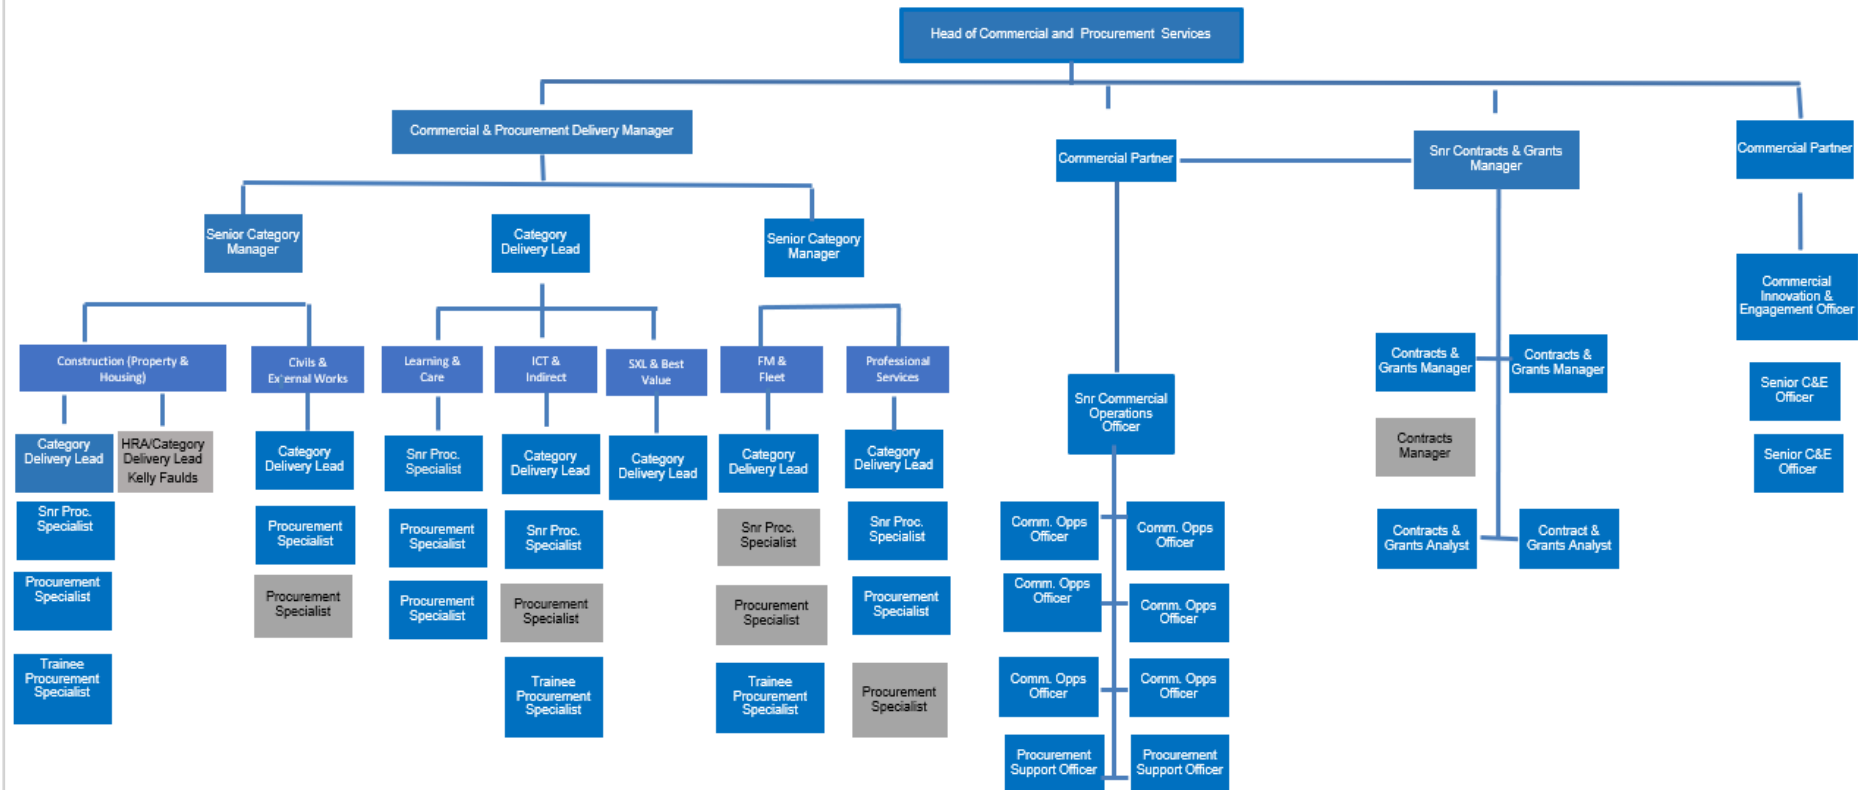 Head of Commercial and Procurement Services
Commercial & Procurement Delivery Manager
Commercial Partner
Snr Contracts & Grants
Manager
Commercial Partner
Senior Category
Manager
Category
Delivery Lead
Senior Category
Manager
Commercial
Innovation &
Engagement Officer
Construction (Property &
Housing)
Civils &
External Works
Learning &
Care
ICT &
Indirect
SXL & Best
Value
FM &
Fleet
Professional
Services
Category
Delivery Lead
HRA/Category
Delivery Lead
Kelly Faulds
Category
Delivery Lead
Snr Proc.
Specialist
Category
Delivery Lead
Category
Delivery Lead
Category
Delivery Lead
Category
Delivery Lead
Snr Proc.
Specialist
Procurement
Specialist
Procurement
Specialist
Snr Proc.
Specialist
Snr Proc.
Specialist
Snr Proc.
Specialist
Procurement
Specialist
Procurement
Specialist
Procurement
Specialist
Procurement
Specialist
Procurement
Specialist
Procurement
Specialist
Trainee
Procurement
Specialist
Trainee
Procurement
Specialist
Trainee
Procurement
Specialist
Procurement
Specialist
Snr Commercial
Operations
Officer
Comm. Opps
Officer
Comm. Opps
Officer
Comm. Opps
Officer
Comm. Opps
Officer
Comm. Opps
Officer
Comm. Opps
Officer
Procurement
Support Officer
Procurement
Support Officer
Contracts &
Grants Manager
Contracts &
Grants Manager
Contracts
Manager
Contracts &
Grants Analyst
Contract &
Grants Analyst
Senior C&E
Officer
Senior C&E
Officer